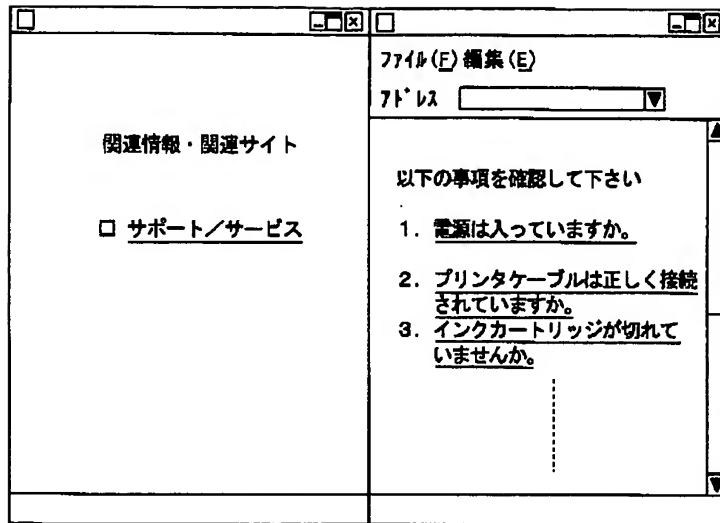 関連情報・関連サイト
□ サポート／サービス
ファイル(F) 編集(E)
アドレス
以下の事項を確認して下さい
1. 電源は入っていますか。
2. プリンタケーブルは正しく接続
されていますか。
3. インクカートリッジが切れて
いませんか。